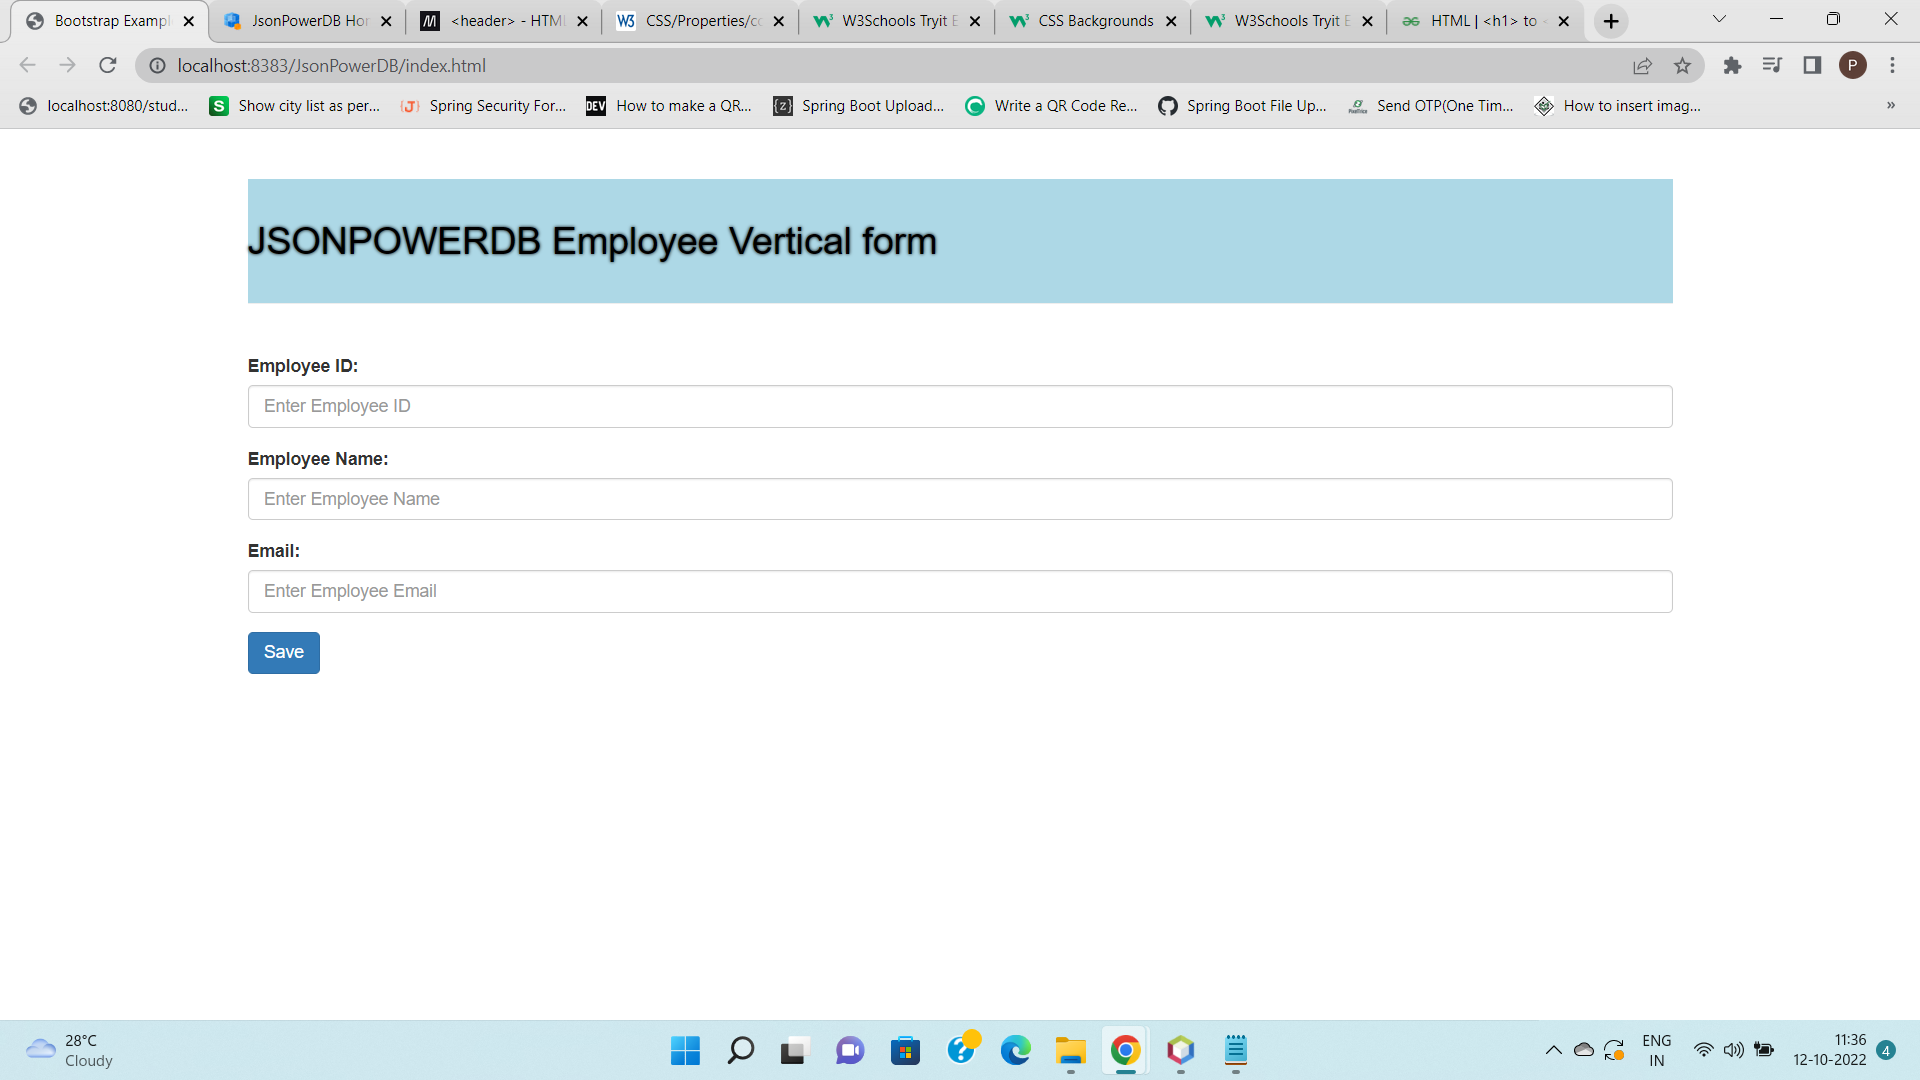 Bootstrap Exampl
JsonPowerDB Hor
<header> - HTMl
W3 CSS/Properties/co
W3Schools Tryit E
CSS Backgrounds
W3Schools Tryit E
HTML | <h1> to <
localhost:8383/JsonPowerDB/index.html
P
localhost:8080/stud...
S Show city list as per...
{J} Spring Security For...
DEV How to make a QR...
{z} Spring Boot Upload...
Write a QR Code Re...
Spring Boot File Up...
Send OTP(One Tim...
How to insert imag...
»
JSONPOWERDB Employee Vertical form
Employee ID:
Enter Employee ID
Employee Name:
Enter Employee Name
Email:
Enter Employee Email
Save
28°C
Cloudy
ENG
IN
11:36
12-10-2022
4